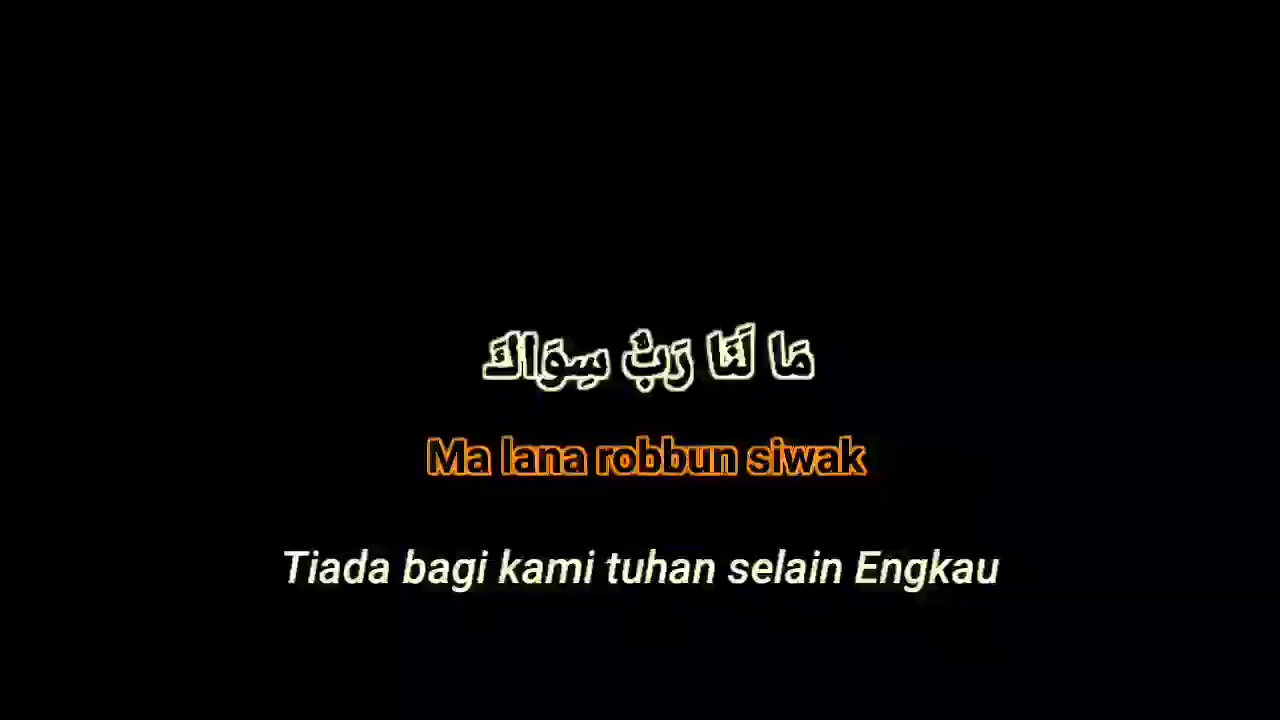 مَا لَنَا رَبٌّ سِوَاكَ
Ma lana robbun siwak
Tiada bagi kami tuhan selain Engkau